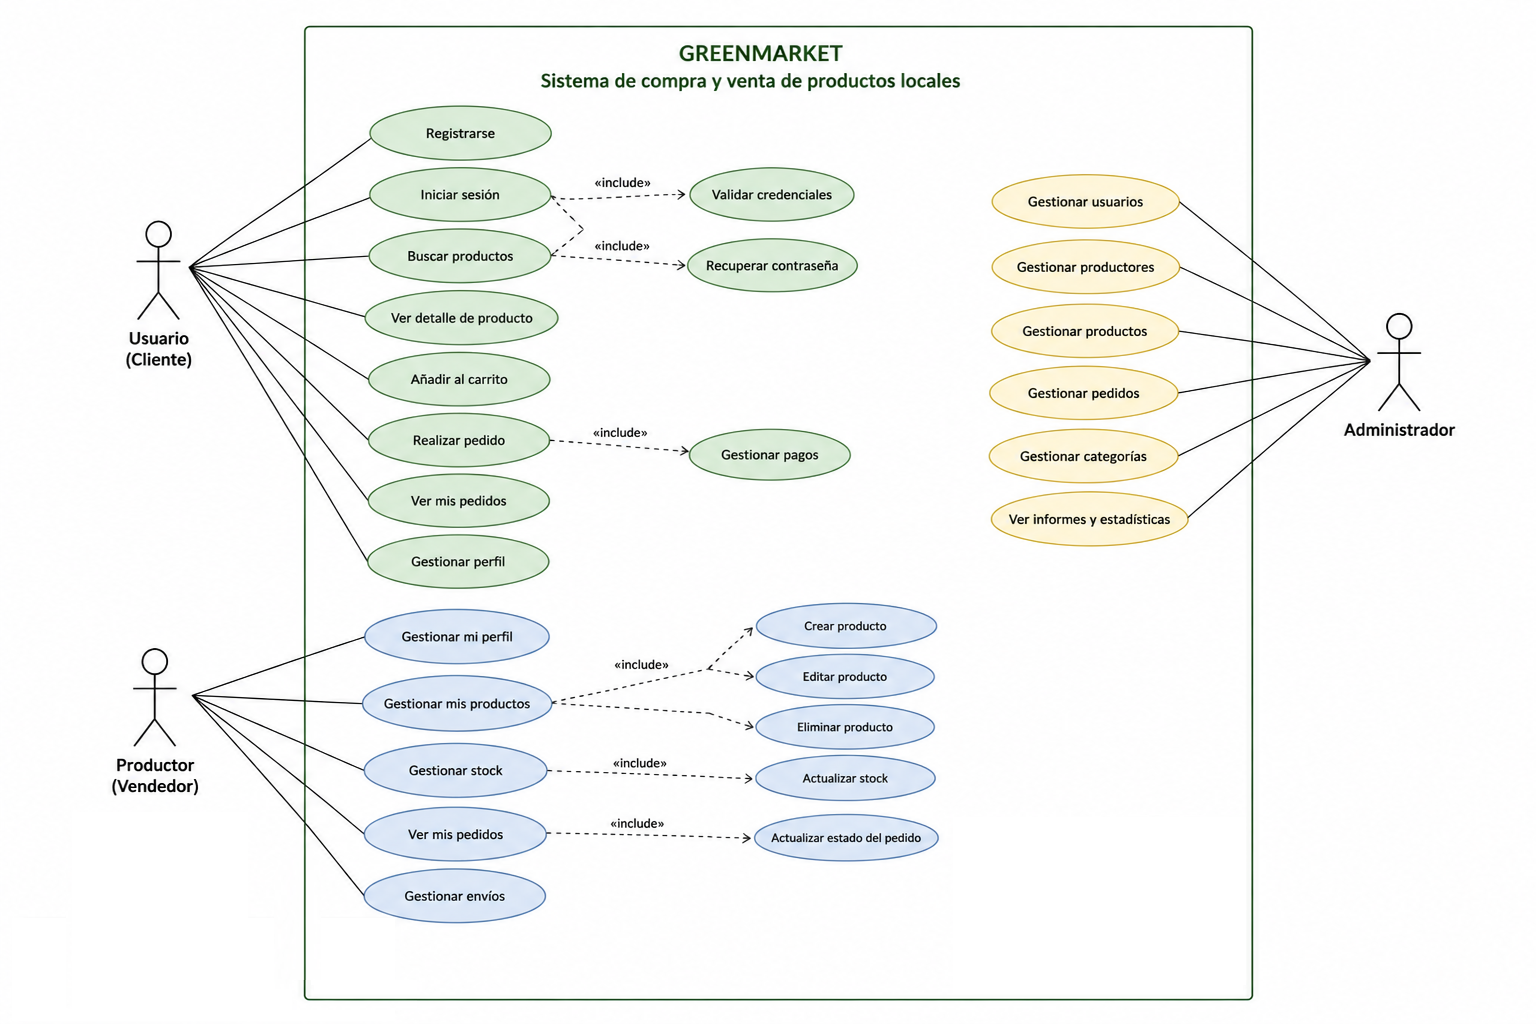 GREENMARKET
Sistema de compra y venta de productos locales
Registrarse
Iniciar sesión
«include»
Validar credenciales
Buscar productos
«include»
Recuperar contraseña
Ver detalle de producto
Añadir al carrito
Realizar pedido
«include»
Gestionar pagos
Ver mis pedidos
Gestionar perfil
Usuario
(Cliente)
Gestionar usuarios
Gestionar productores
Gestionar productos
Gestionar pedidos
Gestionar categorías
Ver informes y estadísticas
Administrador
Gestionar mi perfil
Gestionar mis productos
«include»
Crear producto
Editar producto
Eliminar producto
Gestionar stock
«include»
Actualizar stock
Ver mis pedidos
«include»
Actualizar estado del pedido
Gestionar envíos
Productor
(Vendedor)